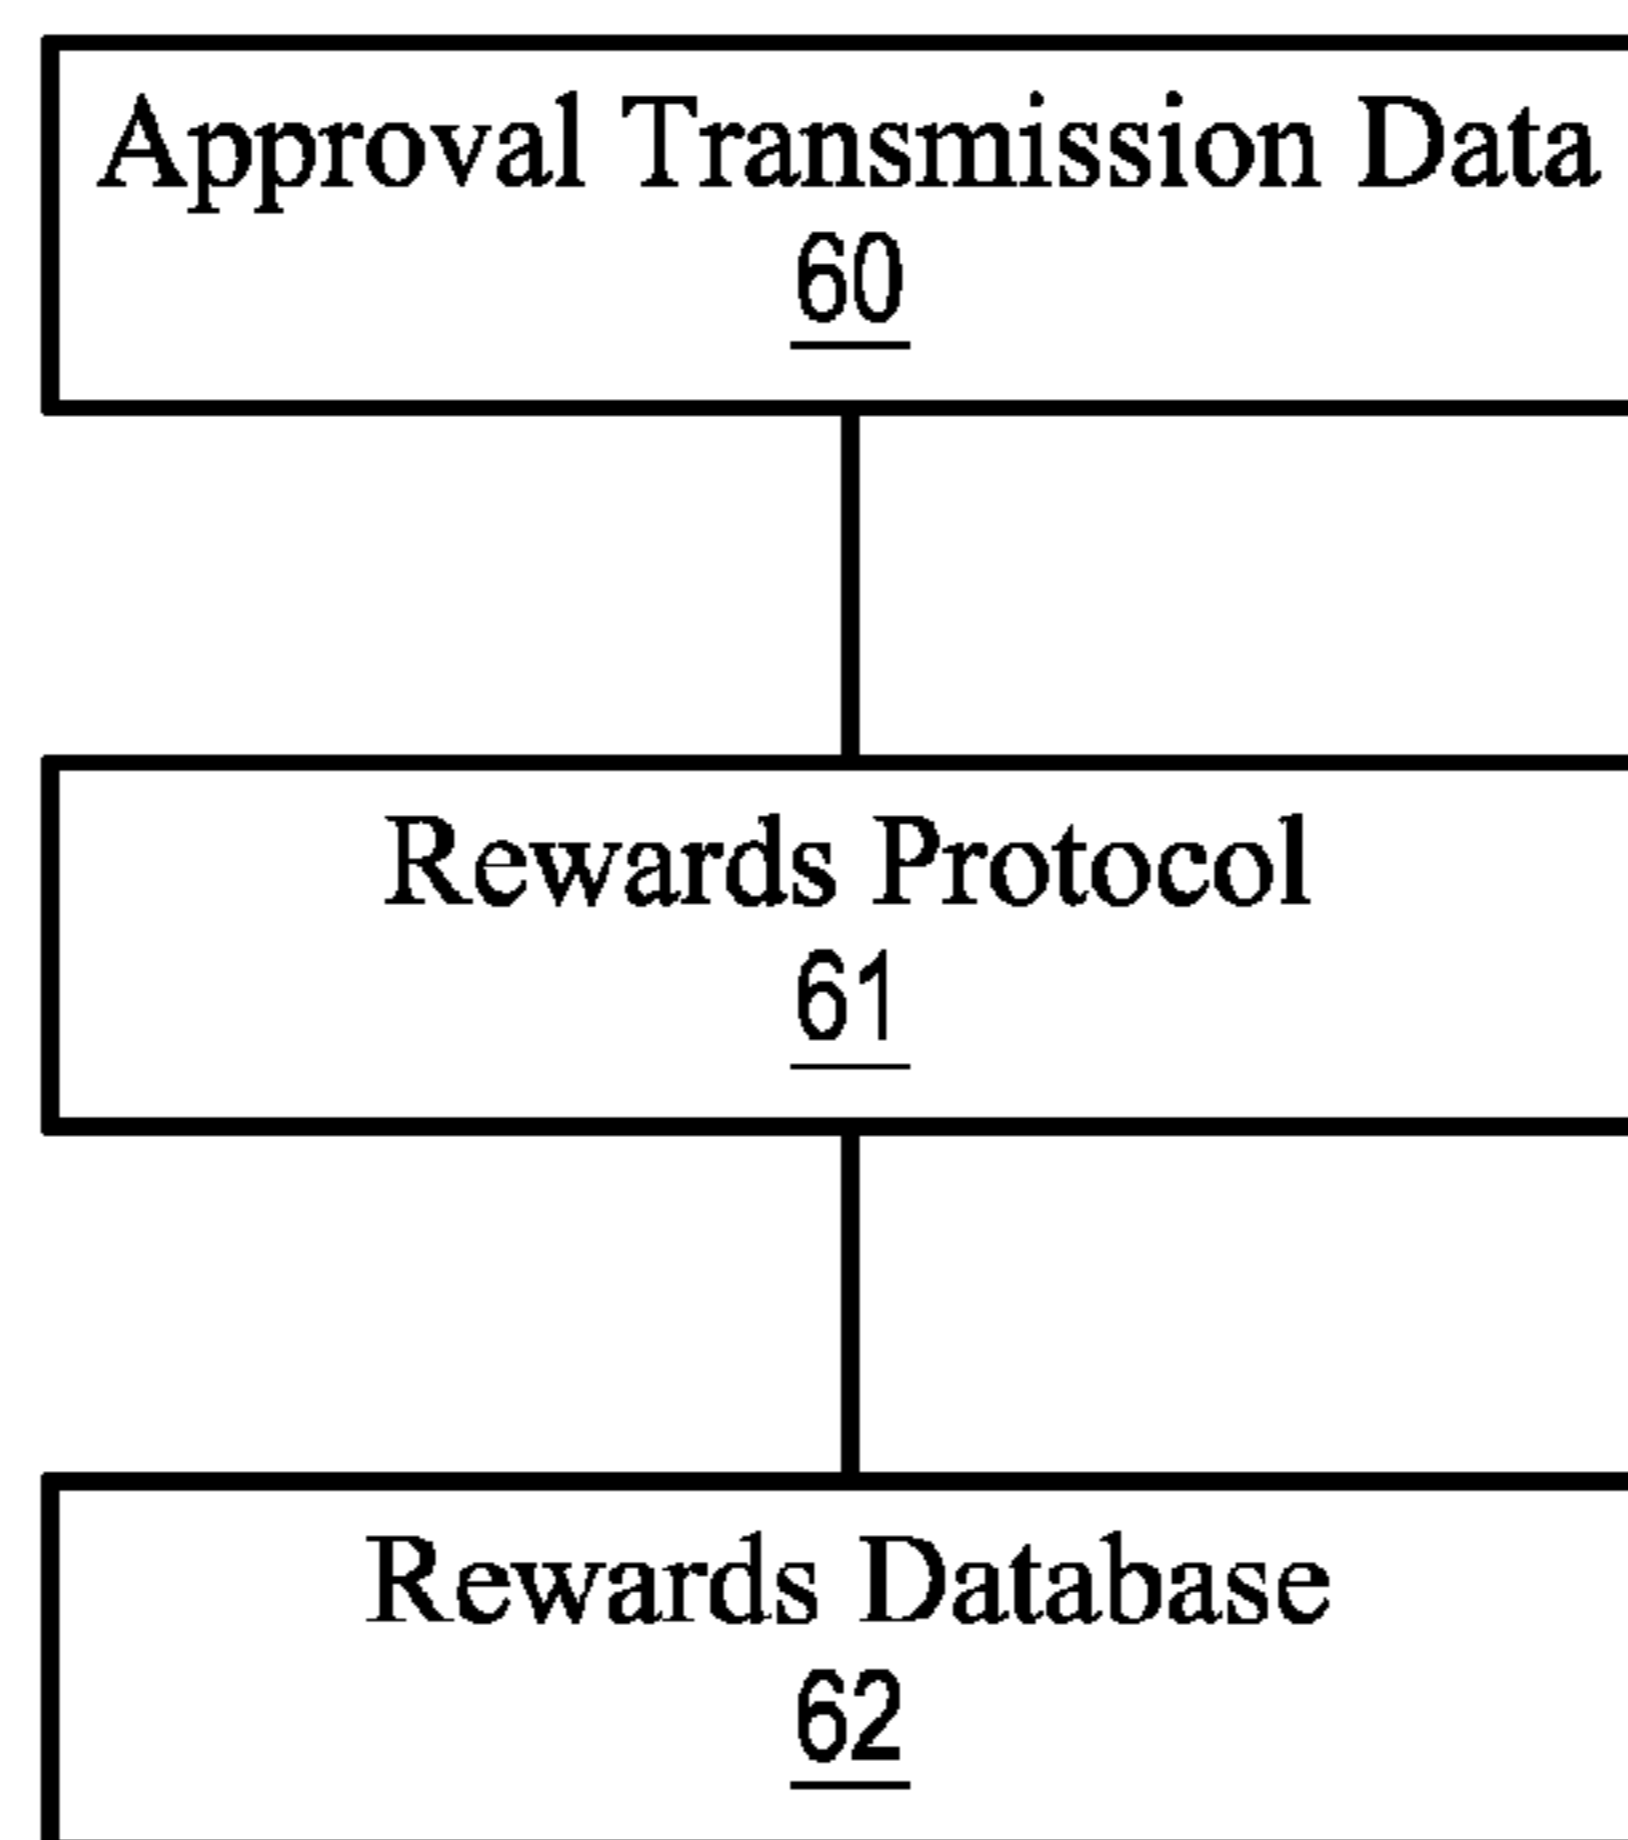 Approval Transmission Data
60
Rewards Protocol
61
Rewards Database
62